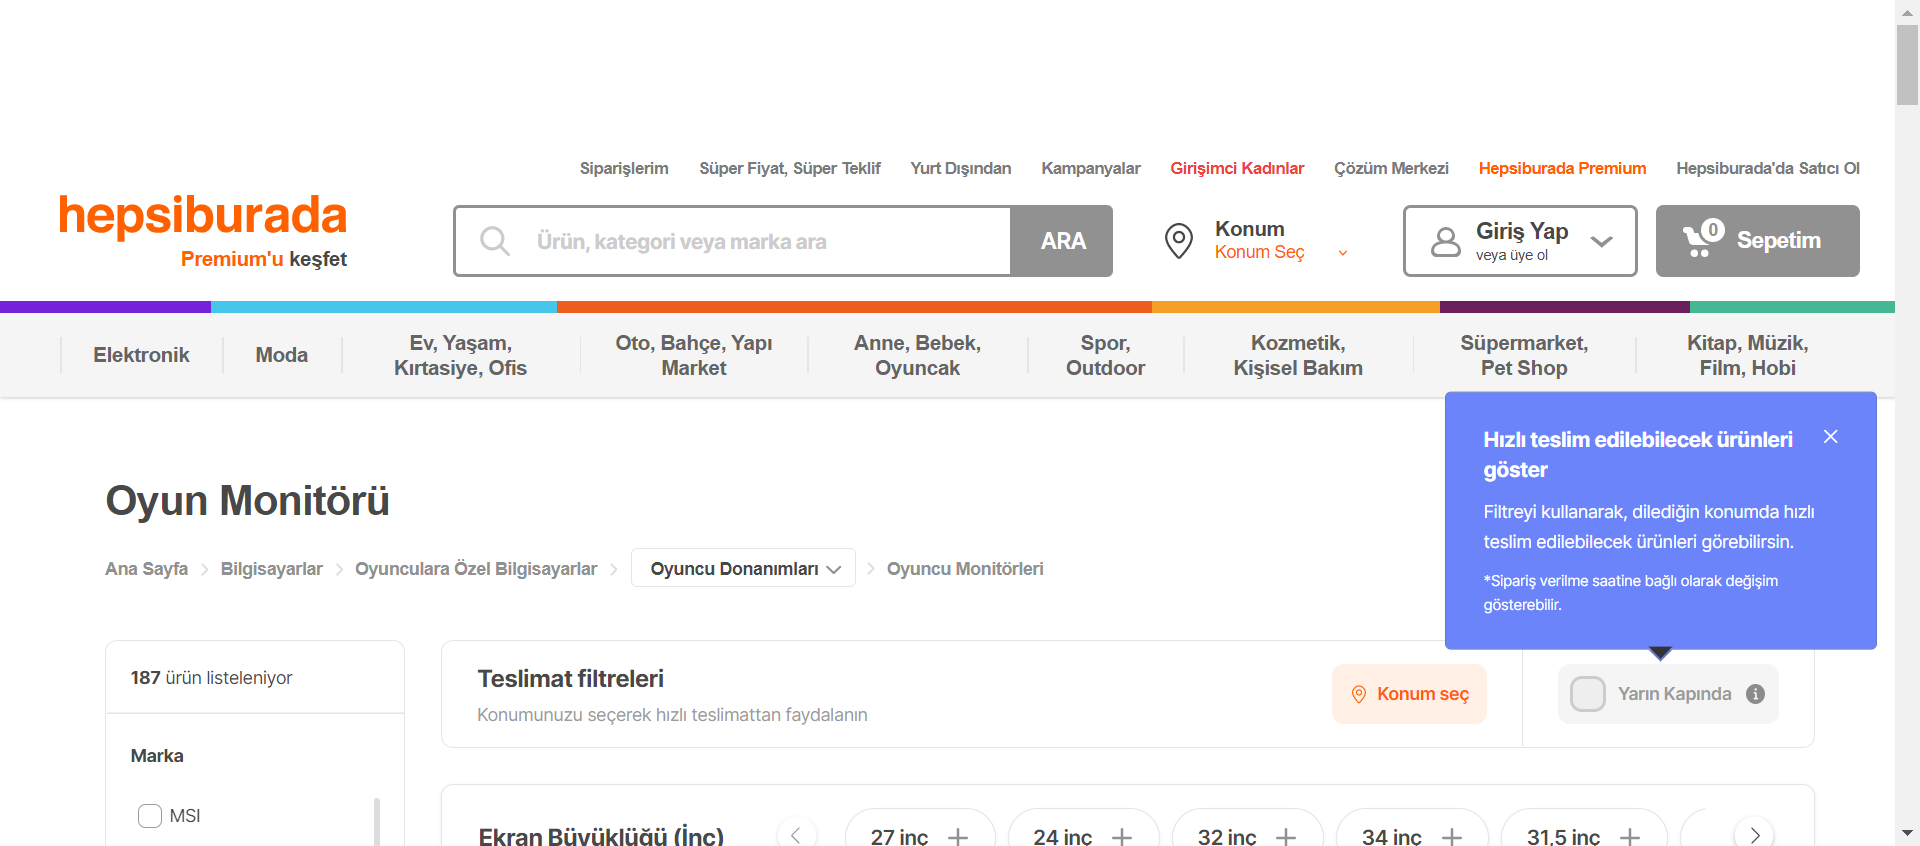 Siparişlerim Süper Fiyat, Süper Teklif Yurt Dışından Kampanyalar Girişimci Kadınlar Çözüm Merkezi Hepsiburada Premium Hepsiburada'da Satıcı Ol
hepsiburada
Premium'u keşfet
Ürün, kategori veya marka ara
ARA
Konum
Konum Seç
Giriş Yap
veya üye ol
0
Sepetim
Elektronik
Moda
Ev, Yaşam,
Kırtasiye, Ofis
Oto, Bahçe, Yapı
Market
Anne, Bebek,
Oyuncak
Spor,
Outdoor
Kozmetik,
Kişisel Bakım
Süpermarket,
Pet Shop
Kitap, Müzik,
Film, Hobi
Hızlı teslim edilebilecek ürünleri
göster
Filtreyi kullanarak, dilediğin konumda hızlı
teslim edilebilecek ürünleri görebilirsin.
*Sipariş verilme saatine bağlı olarak değişim
gösterebilir.
Oyun Monitörü
Ana Sayfa Bilgisayarlar Oyunculara Özel Bilgisayarlar Oyuncu Donanımları Oyuncu Monitörleri
187 ürün listeleniyor
Marka
MSI
Teslimat filtreleri
Konumunuzu seçerek hızlı teslimattan faydalanın
Konum seç
Yarın Kapında
Ekran Büyüklüğü (İnç)
27 inç
24 inç
32 inç
34 inç
31,5 inç